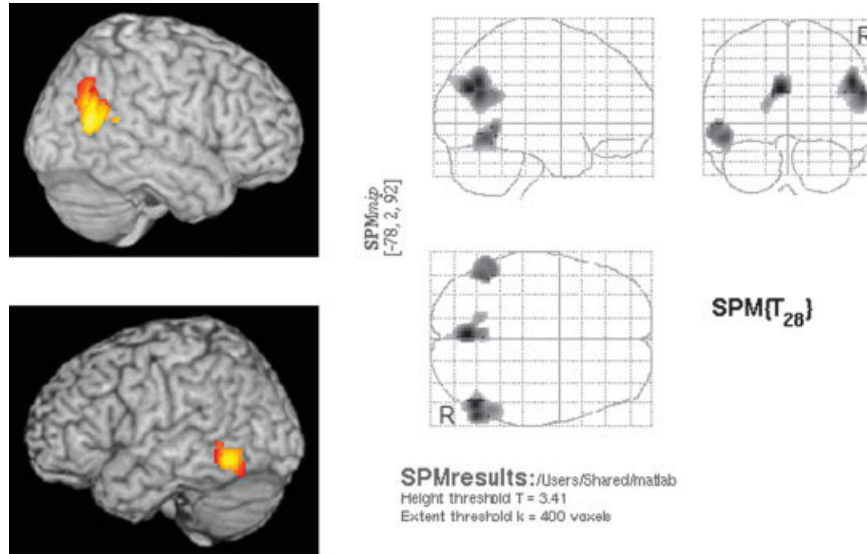 R
SPMmip
[-78, 2, 92]
SPM{T28}
R
SPMresults: /Users/Shared/matlab
Height threshold T = 3.41
Extent threshold k = 400 voxels